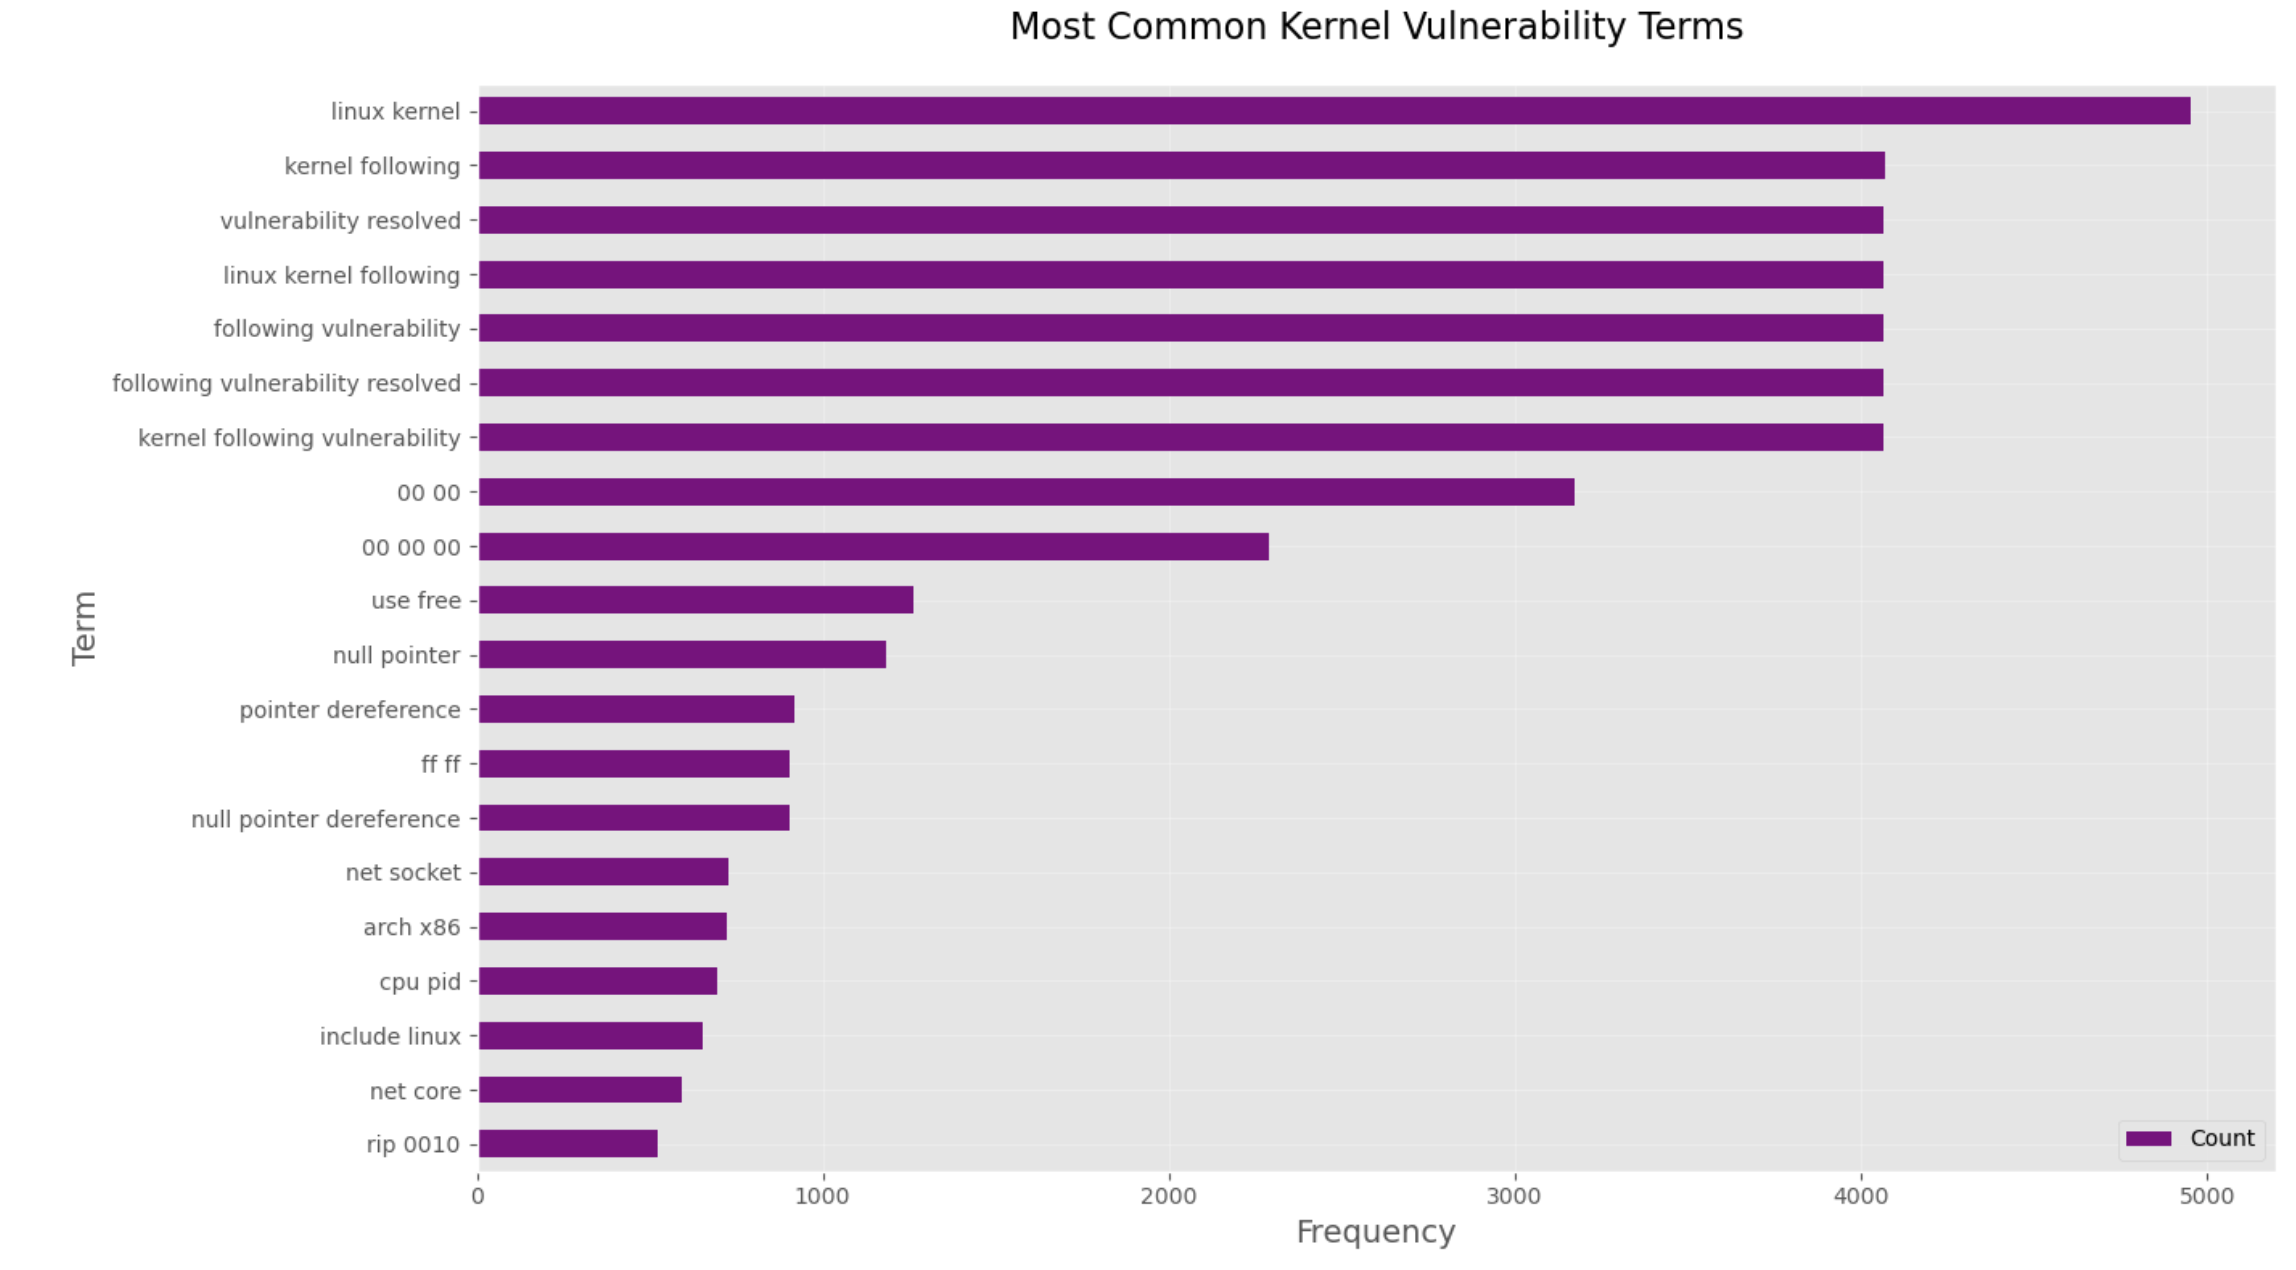 Most Common Kernel Vulnerability Terms
linux kernel
kernel following
vulnerability resolved
linux kernel following
following vulnerability
following vulnerability resolved
kernel following vulnerability
00 00
00 00 00
use free
null pointer
pointer dereference
ff ff
null pointer dereference
net socket
arch x86
cpu pid
include linux
net core
rip 0010
Term
Count
0 1000 2000 3000 4000 5000
Frequency